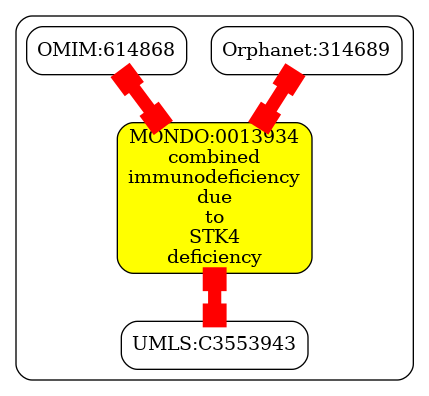 OMIM:614868
Orphanet:314689
MONDO:0013934
combined
immunodeficiency
due
to
STK4
deficiency
UMLS:C3553943